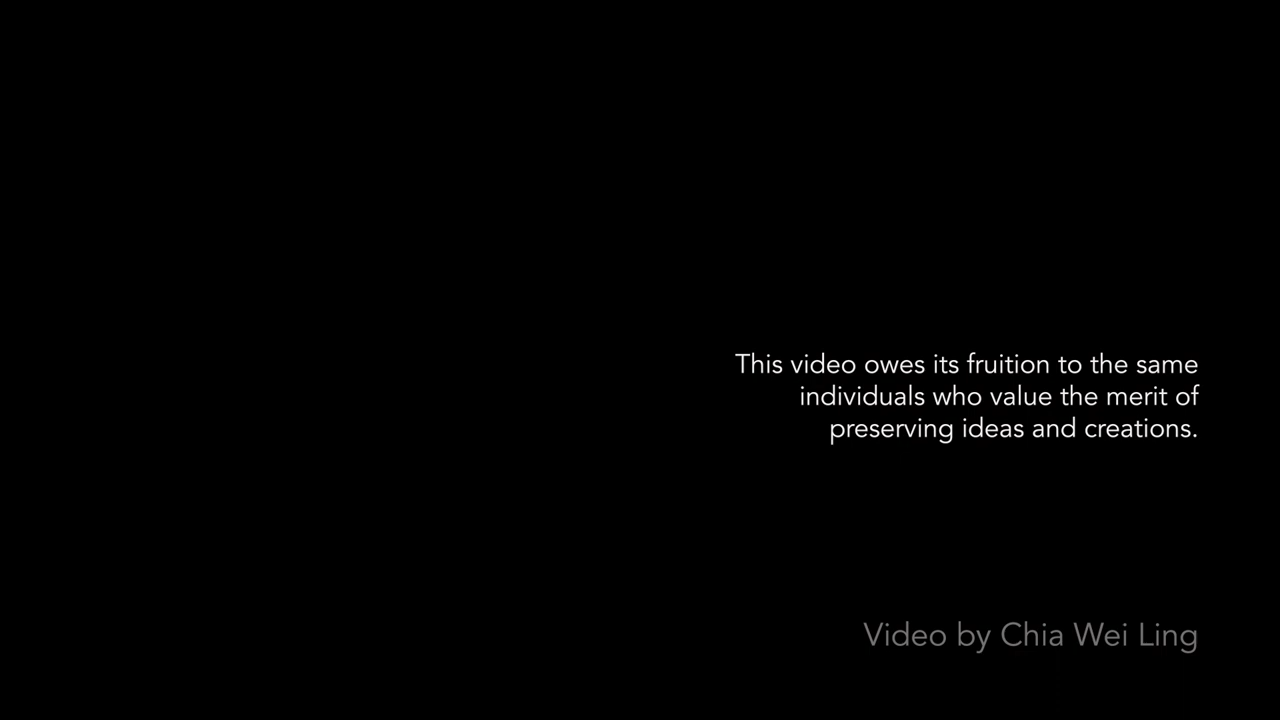 This video owes its fruition to the same
individuals who value the merit of
preserving ideas and creations.
Video by Chia Wei Ling